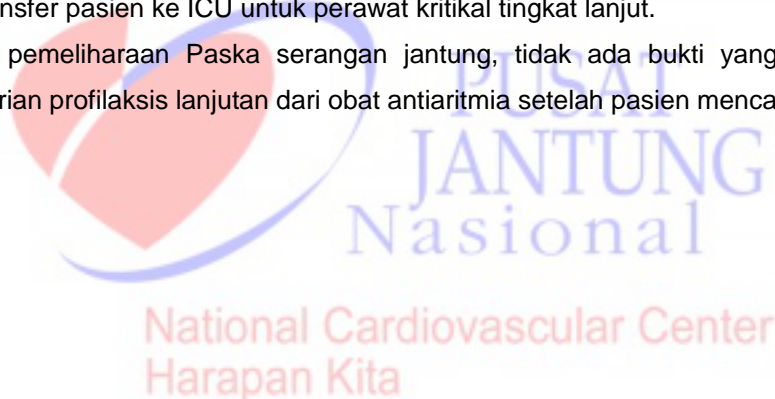 nsfer pasien ke ICU untuk perawat kritikal tingkat lanjut.
pemeliharaan Paska serangan jantung, tidak ada bukti yang
rian profilaksis lanjutan dari obat antiaritmia setelah pasien menca
PUSAT
JANTUNG
Nasional
National Cardiovascular Center
Harapan Kita